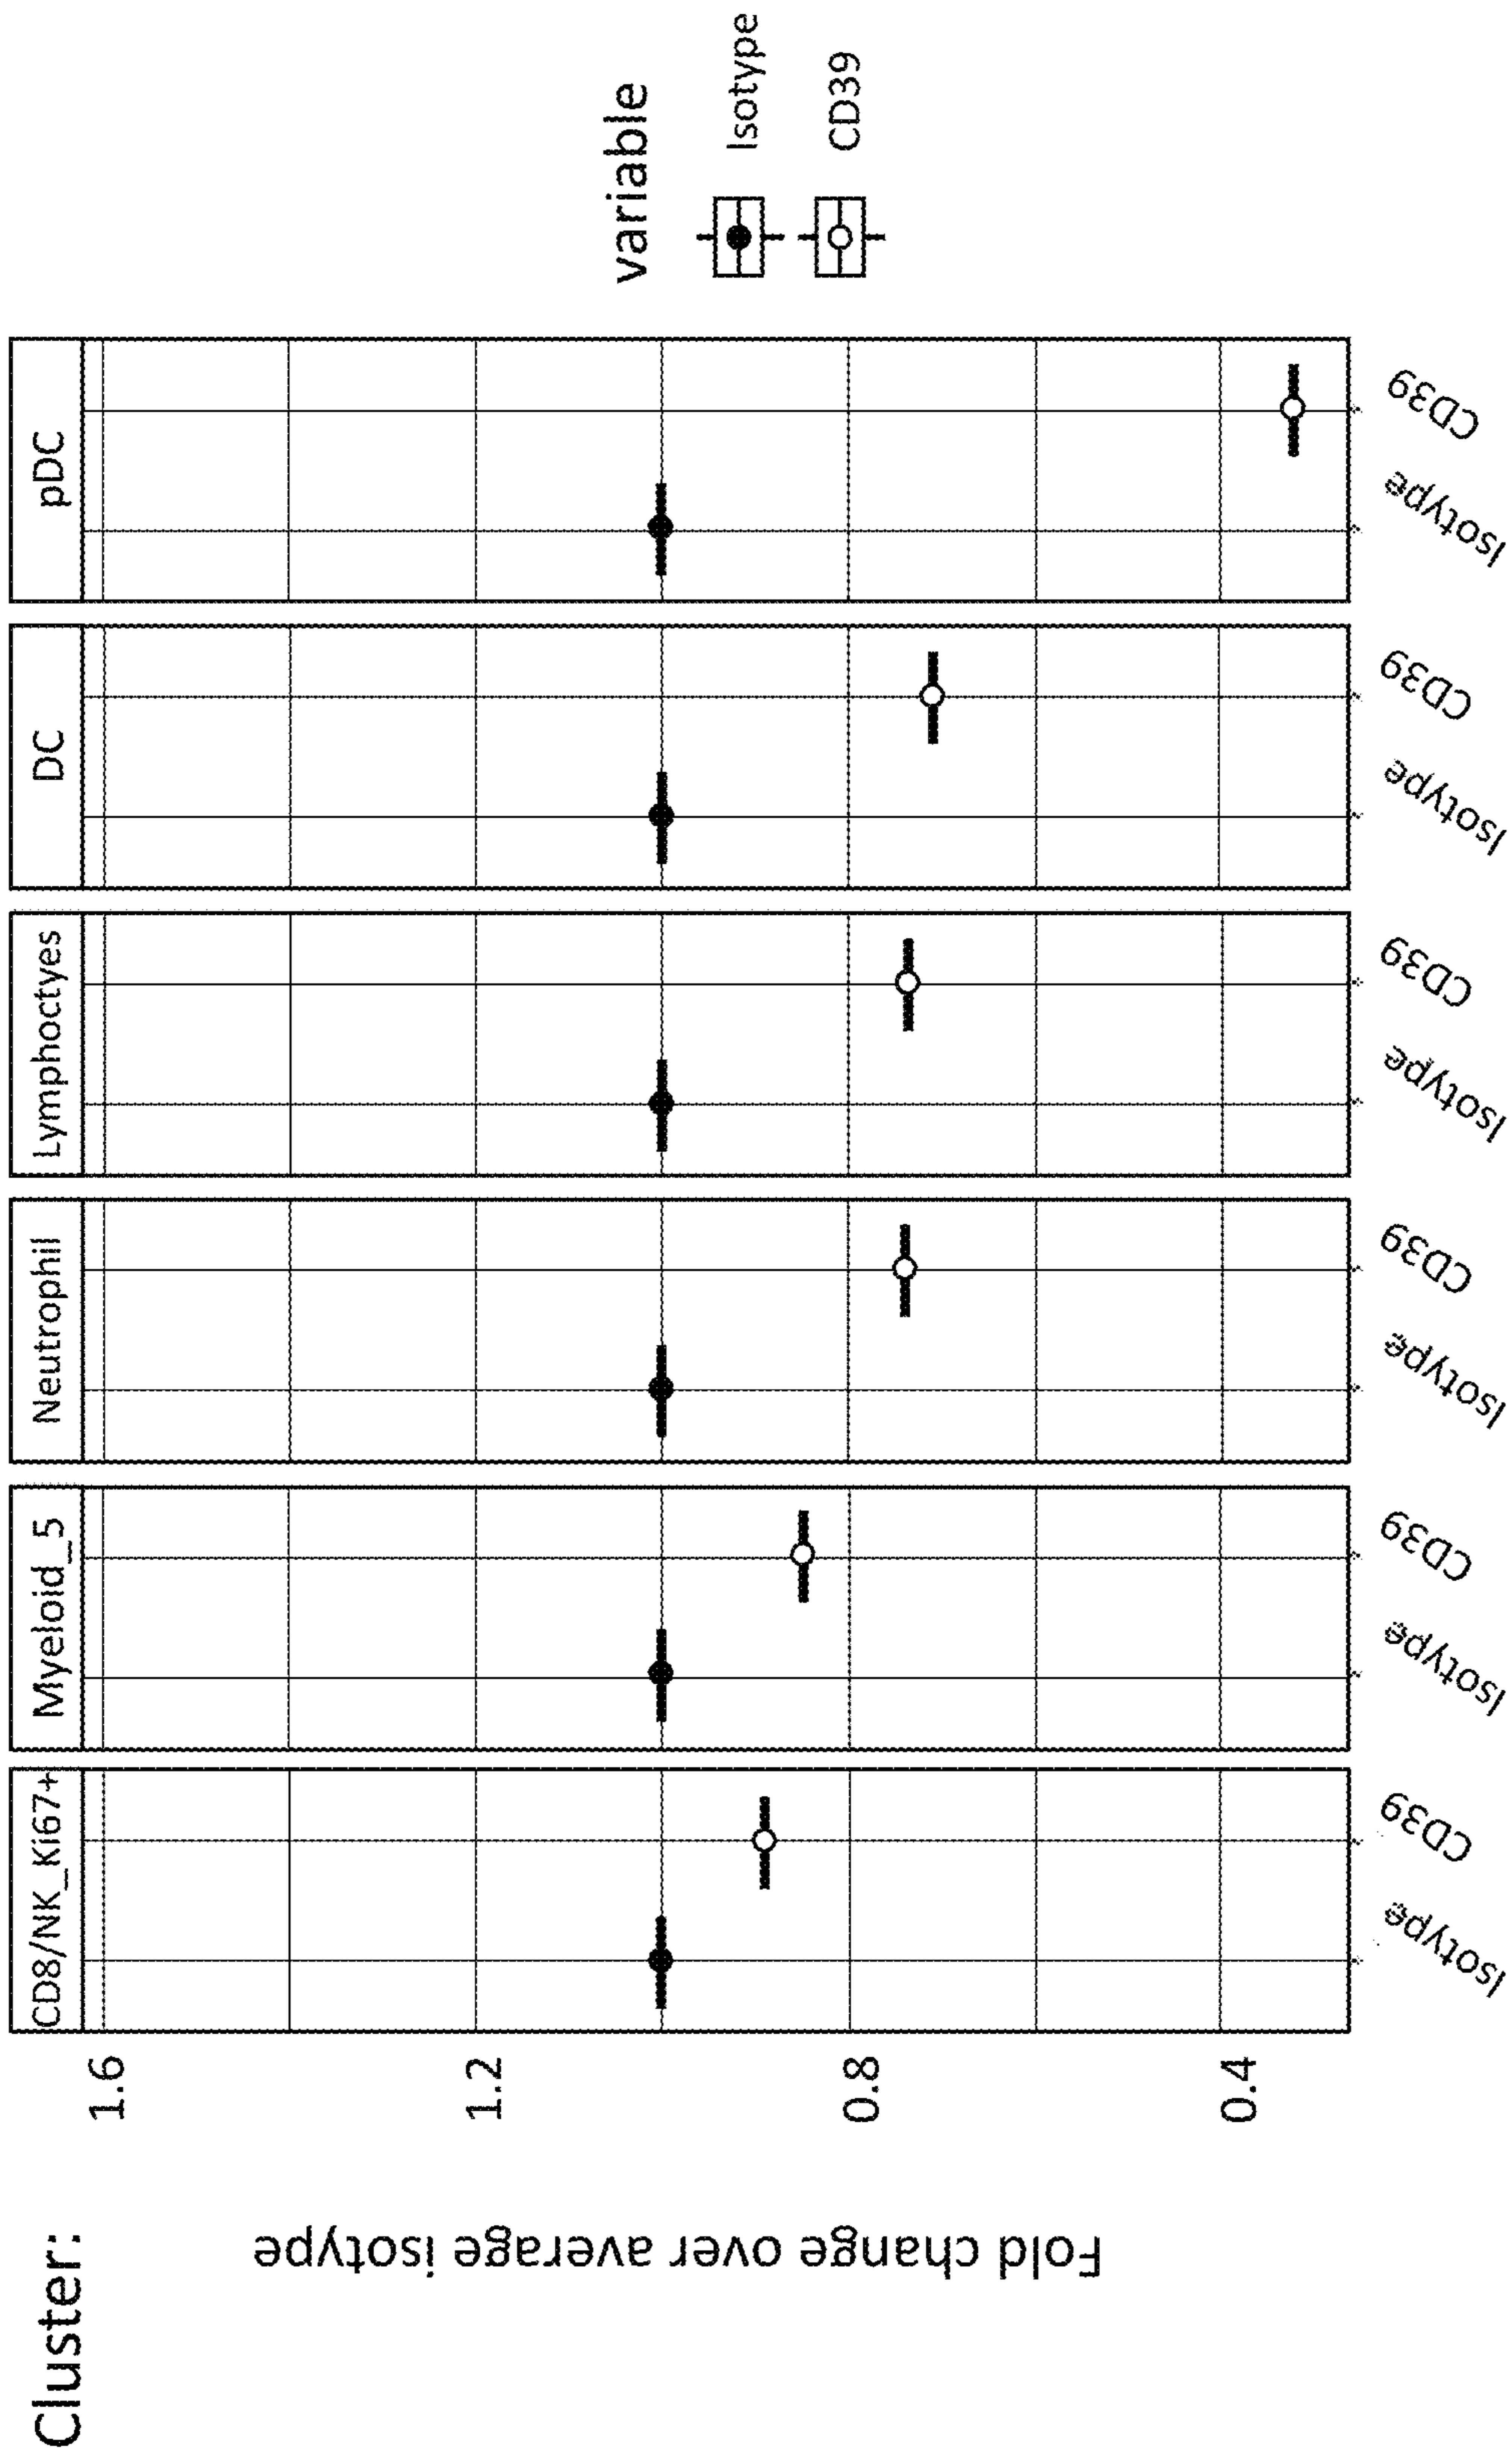 Cluster:
CD8/NK_Ki67+
Myeloid_5
Neutrophil
Lymphoctyes
DC
pDC
Fold change over average isotype
1.6
1.2
0.8
0.4
Isotype
CD39
Isotype
CD39
Isotype
CD39
Isotype
CD39
Isotype
CD39
Isotype
CD39
variable
Isotype
CD39